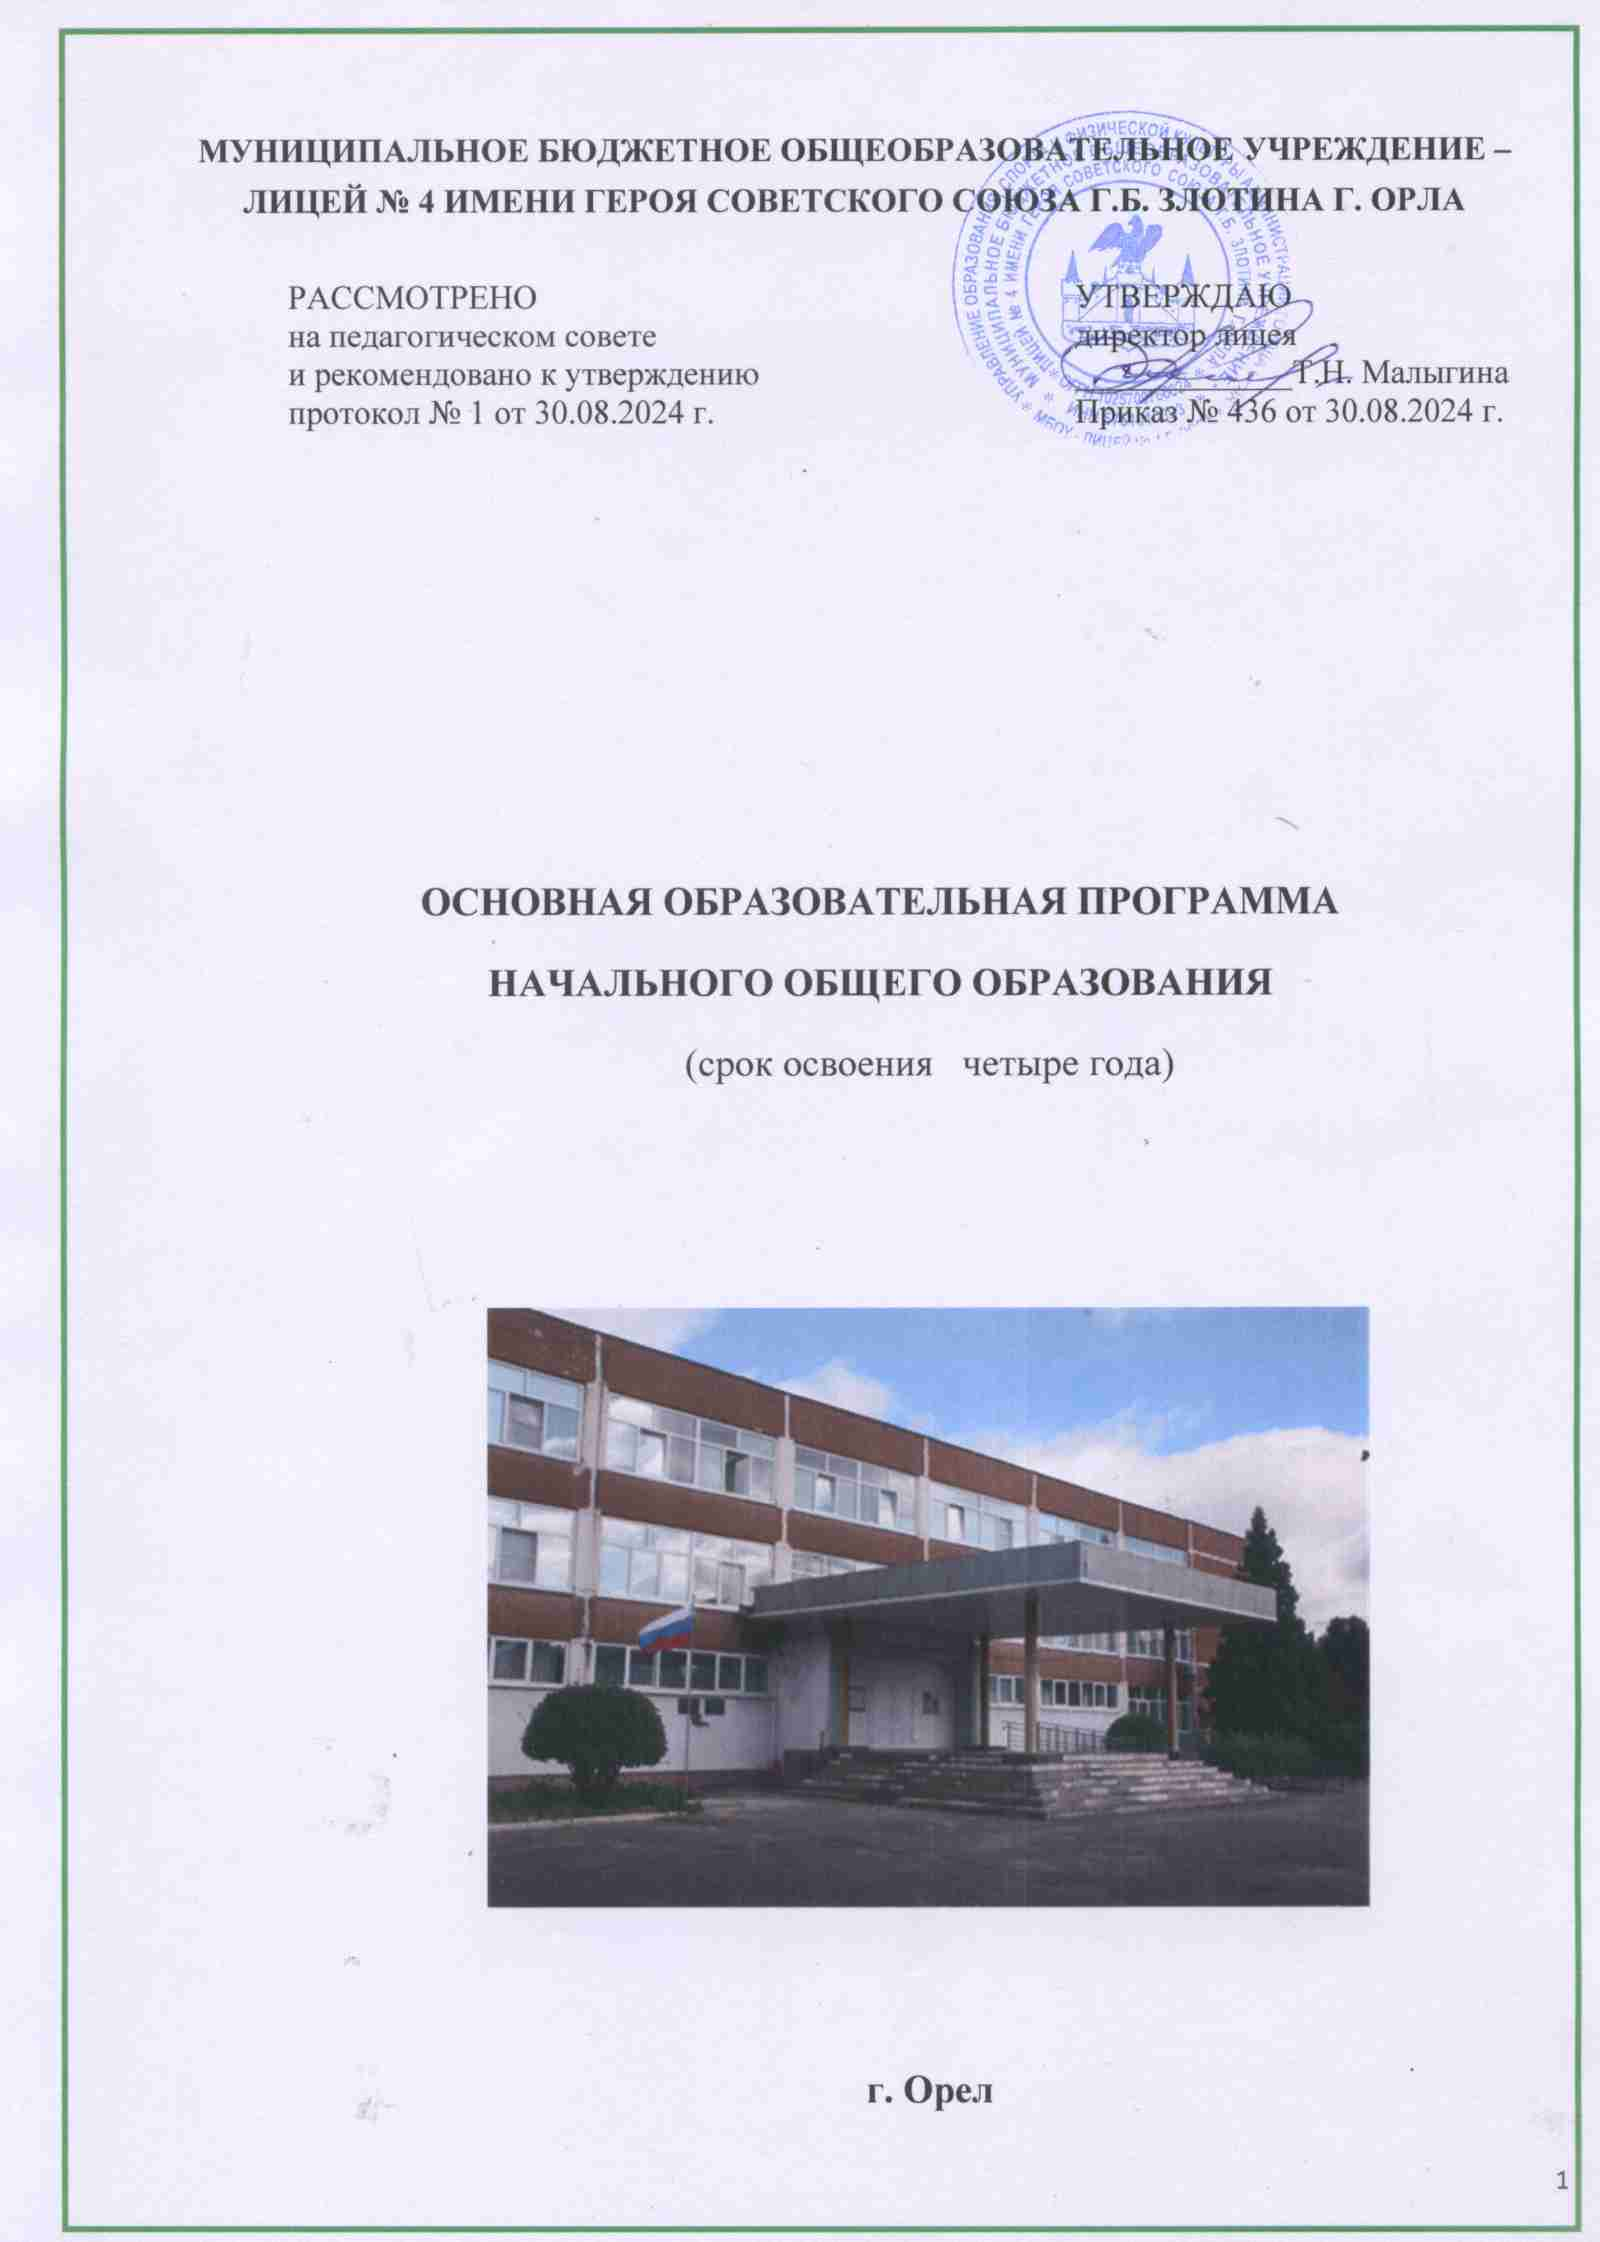 МУНИЦИПАЛЬНОЕ БЮДЖЕТНОЕ ОБЩЕОБРАЗОВАТЕЛЬНОЕ УЧРЕЖДЕНИЕ –
ЛИЦЕЙ № 4 ИМЕНИ ГЕРОЯ СОВЕТСКОГО СОЮЗА Г.Б. ЗЛОТИНА Г. ОРЛА
РАССМОТРЕНО
на педагогическом совете
и рекомендовано к утверждению
протокол № 1 от 30.08.2024 г.
УТВЕРЖДАЮ
директор лицея
Т.Н. Малыгина
Приказ № 436 от 30.08.2024 г.
ОСНОВНАЯ ОБРАЗОВАТЕЛЬНАЯ ПРОГРАММА
НАЧАЛЬНОГО ОБЩЕГО ОБРАЗОВАНИЯ
(срок освоения четыре года)
г. Орел
1